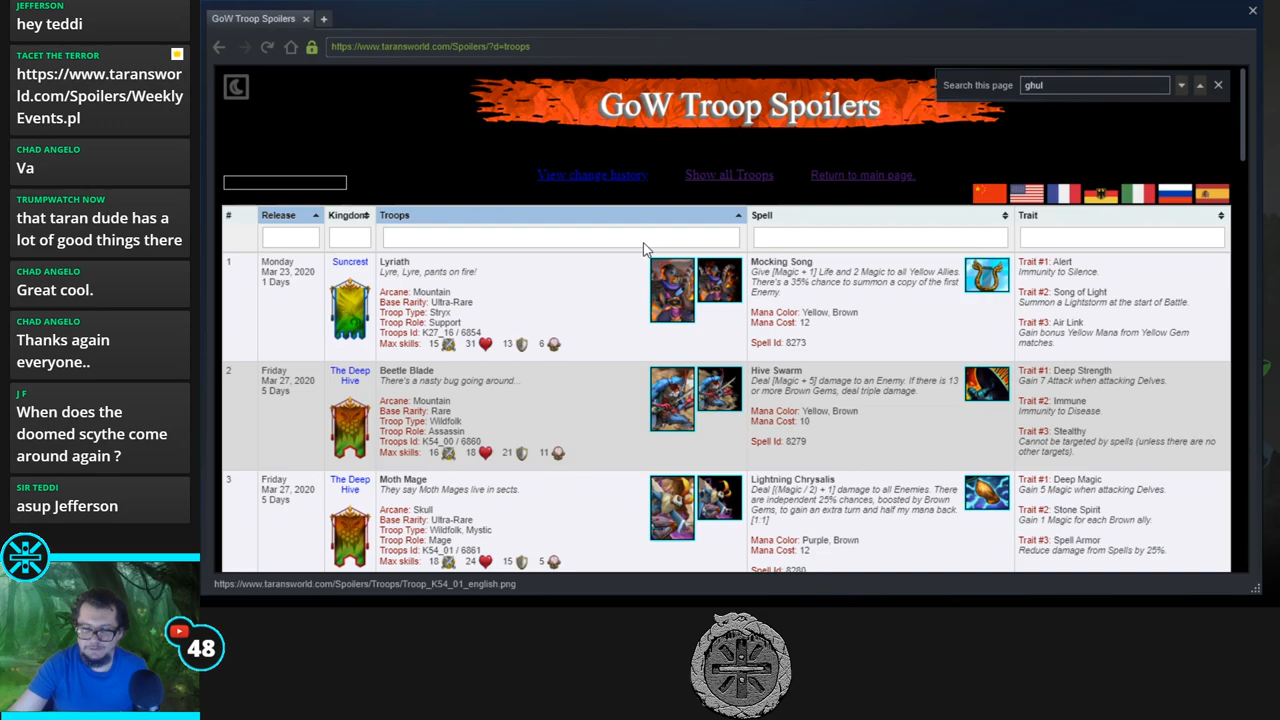 JEFFERSON
hey teddi
TACET THE TERROR
https://www.taranswor
ld.com/Spoilers/Weekly
Events.pl
CHAD ANGELO
Va
TRUMPWATCH NOW
that taran dude has a
lot of good things there
CHAD ANGELO
Great cool.
CHAD ANGELO
Thanks again
everyone..
J F
When does the
doomed scythe come
around again ?
SIR TEDDI
asup Jefferson
48
GoW Troop Spoilers
https://www.taransworld.com/Spoilers/?d=troops
Search this page ghul
GoW Troop Spoilers
View change history Show all Troops Return to main page
# Release Kingdom Troops Spell Trait
1
Monday
Mar 23, 2020
1 Days
Suncrest
Lyriath
Lyre, Lyre, pants on fire!
Arcane: Mountain
Base Rarity: Ultra-Rare
Troop Type: Stryx
Troop Role: Support
Troops Id: K27_16 / 6854
Max skills: 15 31 13 6
Mocking Song
Give [Magic + 1] Life and 2 Magic to all Yellow Allies.
There's a 35% chance to summon a copy of the first
Enemy.
Mana Color: Yellow, Brown
Mana Cost: 12
Spell Id: 8273
Trait #1: Alert
Immunity to Silence.
Trait #2: Song of Light
Summon a Lightstorm at the start of Battle.
Trait #3: Air Link
Gain bonus Yellow Mana from Yellow Gem
matches.
2
Friday
Mar 27, 2020
5 Days
The Deep
Hive
Beetle Blade
There's a nasty bug going around...
Arcane: Mountain
Base Rarity: Rare
Troop Type: Wildfolk
Troop Role: Assassin
Troops Id: K54_00 / 6860
Max skills: 16 18 21 11
Hive Swarm
Deal [Magic + 5] damage to an Enemy. If there is 13
or more Brown Gems, deal triple damage.
Mana Color: Yellow, Brown
Mana Cost: 10
Spell Id: 8279
Trait #1: Deep Strength
Gain 7 Attack when attacking Delves.
Trait #2: Immune
Immunity to Disease.
Trait #3: Stealthy
Cannot be targeted by spells (unless there are no
other targets).
3
Friday
Mar 27, 2020
5 Days
The Deep
Hive
Moth Mage
They say Moth Mages live in sects.
Arcane: Skull
Base Rarity: Ultra-Rare
Troop Type: Wildfolk, Mystic
Troop Role: Mage
Troops Id: K54_01 / 6861
Max skills: 18 24 15 5
Lightning Chrysalis
Deal [(Magic / 2) + 1] damage to all Enemies. There
are independent 25% chances, boosted by Brown
Gems, to gain an extra turn and half my mana back.
[1:1]
Mana Color: Purple, Brown
Mana Cost: 12
Spell Id: 8280
Trait #1: Deep Magic
Gain 5 Magic when attacking Delves.
Trait #2: Stone Spirit
Gain 1 Magic for each Brown ally.
Trait #3: Spell Armor
Reduce damage from Spells by 25%.
https://www.taransworld.com/Spoilers/Troops/Troop_K54_01_english.png